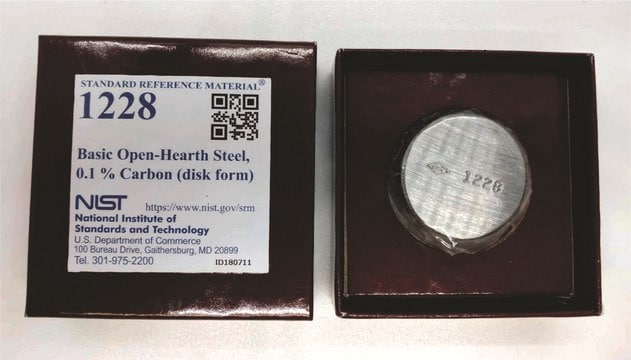 STANDARD REFERENCE MATERIAL®
1228
Basic Open-Hearth Steel,
0.1 % Carbon (disk form)
NIST
https://www.nist.gov/srm
National Institute of
Standards and Technology
U.S. Department of Commerce
100 Bureau Drive, Gaithersburg, MD 20899
Tel. 301-975-2200
ID180711
1228